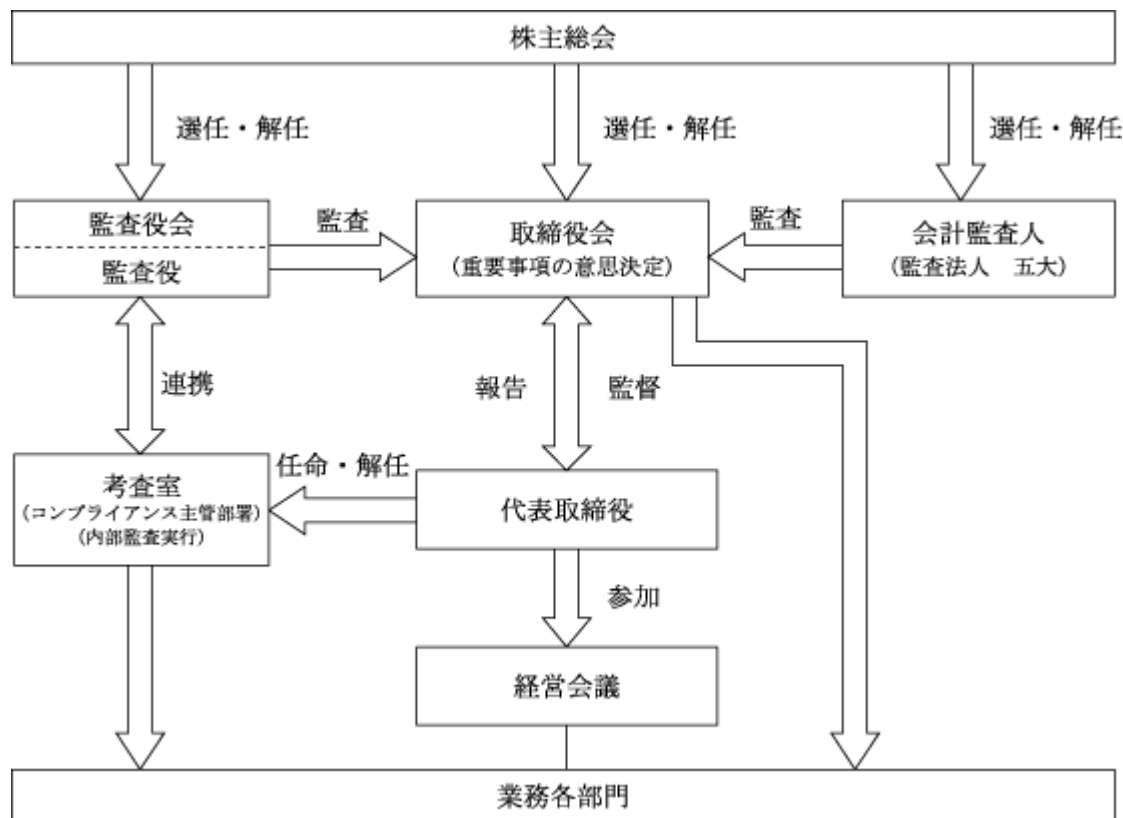 株主総会
選任・解任
選任・解任
選任・解任
監査役会
監査役
監査
取締役会
(重要事項の意思決定)
監査
会計監査人
(監査法人　五大)
連携
報告
監督
考査室
(コンプライアンス主管部署)
(内部監査実行)
任命・解任
代表取締役
参加
経営会議
業務各部門